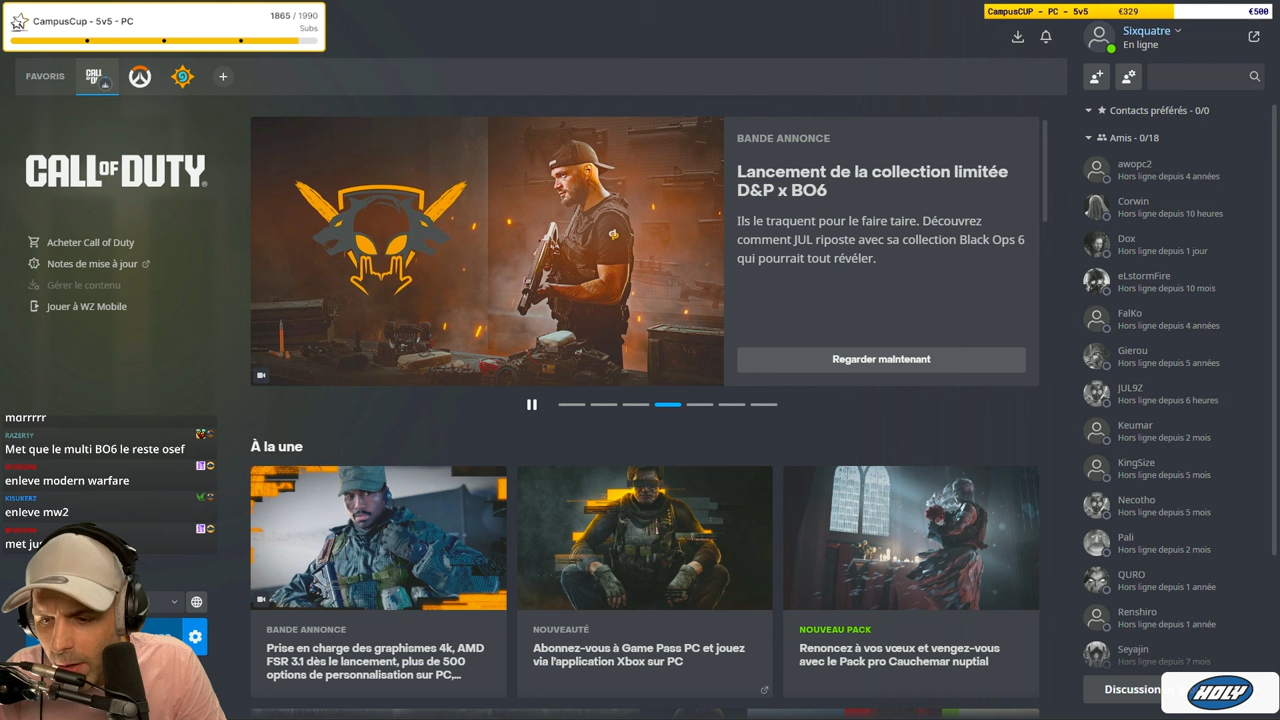 CampusCup - 5v5 - PC
1865 / 1990
Subs
CampusCUP - PC - 5v5 €329 €500
Sixquatre
En ligne
FAVORIS
CALL OF DUTY
Acheter Call of Duty
Notes de mise à jour
Gérer le contenu
Jouer à WZ Mobile
BANDE ANNONCE
Lancement de la collection limitée
D&P x BO6
Ils le traquent pour le faire taire. Découvrez
comment JUL riposte avec sa collection Black Ops 6
qui pourrait tout révéler.
Regarder maintenant
À la une
BANDE ANNONCE
Prise en charge des graphismes 4k, AMD
FSR 3.1 dès le lancement, plus de 500
options de personnalisation sur PC,...
NOUVEAUTÉ
Abonnez-vous à Game Pass PC et jouez
via l'application Xbox sur PC
NOUVEAU PACK
Renoncez à vos vœux et vengez-vous
avec le Pack pro Cauchemar nuptial
marrrrr
RAZER1Y
Met que le multi BO6 le reste osef
enleve modern warfare
KISUKERZ
enleve mw2
Contacts préférés - 0/0
Amis - 0/18
awopc2
Hors ligne depuis 4 années
Corwin
Hors ligne depuis 10 heures
Dox
Hors ligne depuis 1 jour
eLstormFire
Hors ligne depuis 10 mois
FalKo
Hors ligne depuis 4 années
Gierou
Hors ligne depuis 5 années
JUL9Z
Hors ligne depuis 6 heures
Keumar
Hors ligne depuis 2 mois
KingSize
Hors ligne depuis 5 mois
Necotho
Hors ligne depuis 5 mois
Pali
Hors ligne depuis 2 mois
QURO
Hors ligne depuis 1 année
Renshiro
Hors ligne depuis 1 année
Seyajin
Hors ligne depuis 7 mois
HOLY